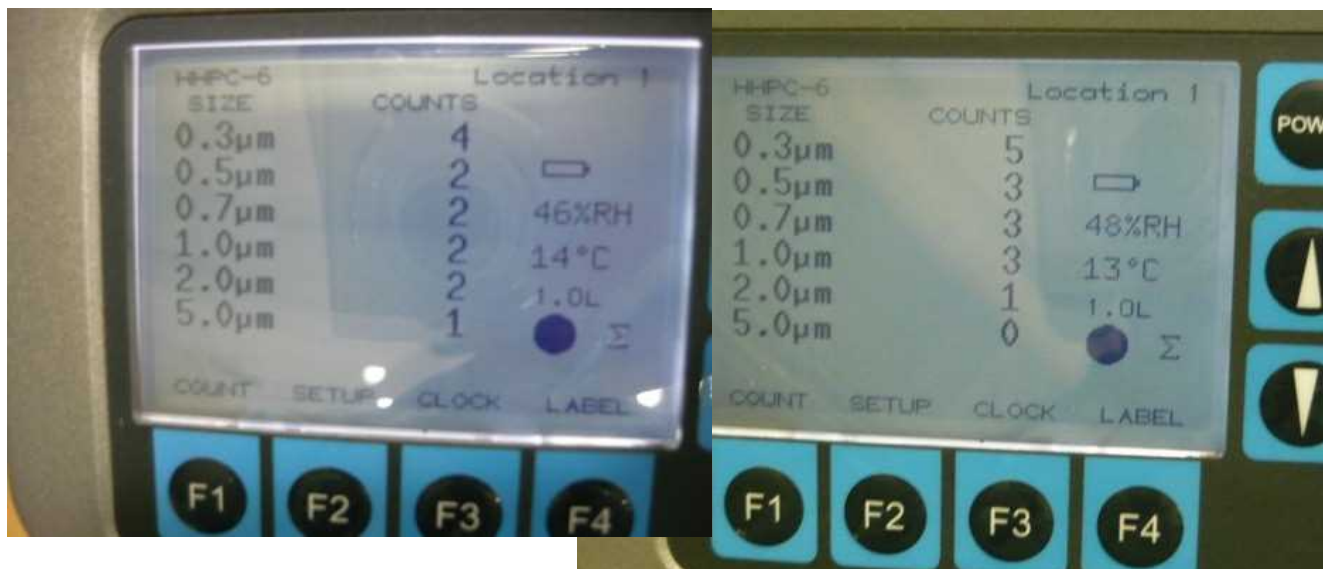 HHPC-6 Location 1
SIZE COUNTS
0.3µm 4
0.5µm 2
0.7µm 2 46%RH
1.0µm 2 14°C
2.0µm 2 1.0L
5.0µm 1 Σ
COUNT SETUP CLOCK LABEL
F1 F2 F3 F4
HHPC-6 Location 1
SIZE COUNTS
0.3µm 5
0.5µm 3
0.7µm 3 48%RH
1.0µm 3 13°C
2.0µm 1 1.0L
5.0µm 0 Σ
COUNT SETUP CLOCK LABEL
F1 F2 F3 F4
POW